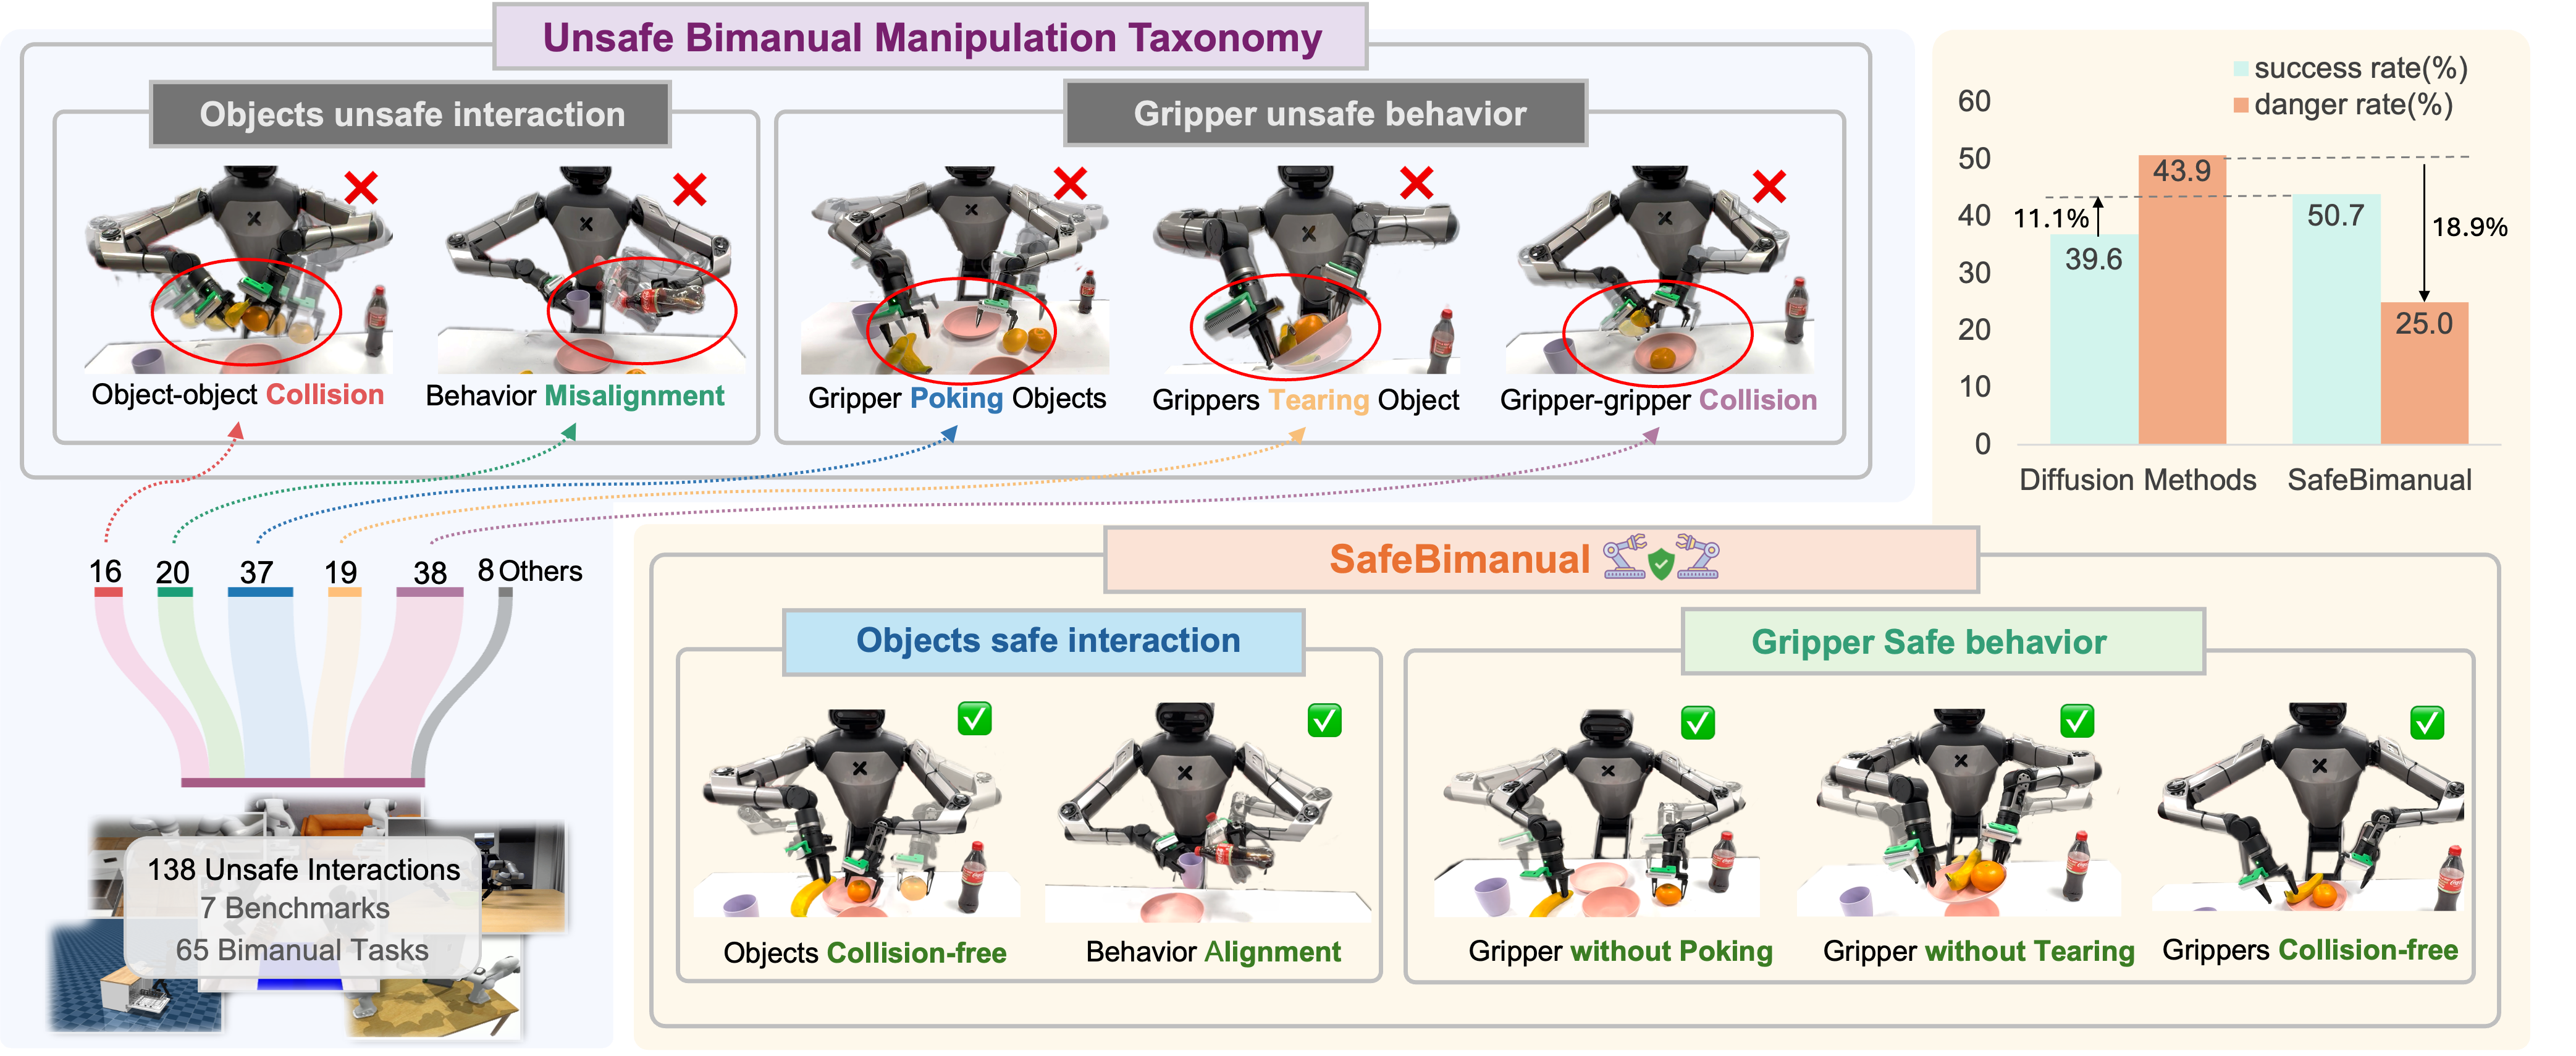 Unsafe Bimanual Manipulation Taxonomy
Objects unsafe interaction
Object-object Collision
Behavior Misalignment
Gripper unsafe behavior
Gripper Poking Objects
Grippers Tearing Object
Gripper-gripper Collision
16
20
37
19
38
8 Others
138 Unsafe Interactions
7 Benchmarks
65 Bimanual Tasks
success rate(%)
danger rate(%)
60
50
40
30
20
10
0
11.1%
39.6
43.9
50.7
25.0
18.9%
Diffusion Methods
SafeBimanual
SafeBimanual
Objects safe interaction
Objects Collision-free
Behavior Alignment
Gripper Safe behavior
Gripper without Poking
Gripper without Tearing
Grippers Collision-free